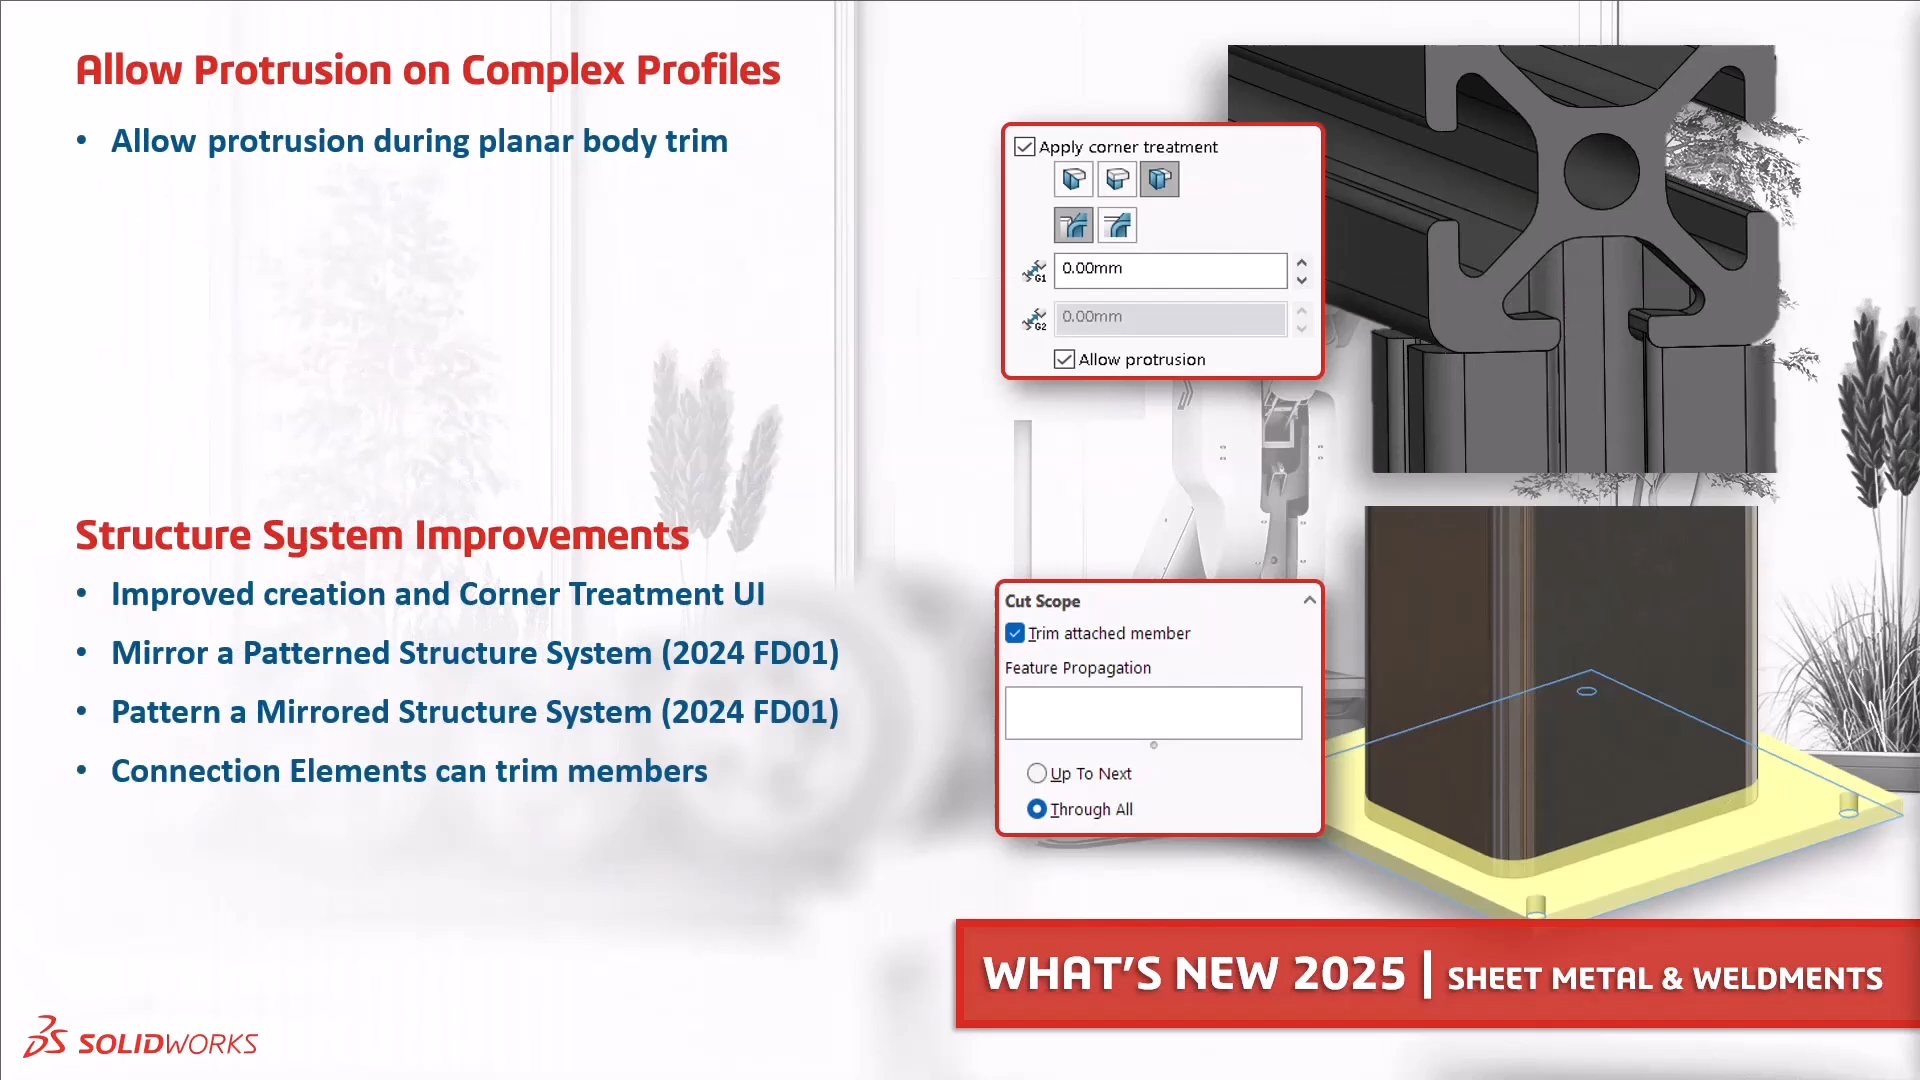 Allow Protrusion on Complex Profiles
• Allow protrusion during planar body trim
Apply corner treatment
G1 0.00mm
G2 0.00mm
Allow protrusion
Structure System Improvements
• Improved creation and Corner Treatment UI
• Mirror a Patterned Structure System (2024 FD01)
• Pattern a Mirrored Structure System (2024 FD01)
• Connection Elements can trim members
Cut Scope
Trim attached member
Feature Propagation
Up To Next
Through All
WHAT'S NEW 2025 | SHEET METAL & WELDMENTS
3S SOLIDWORKS